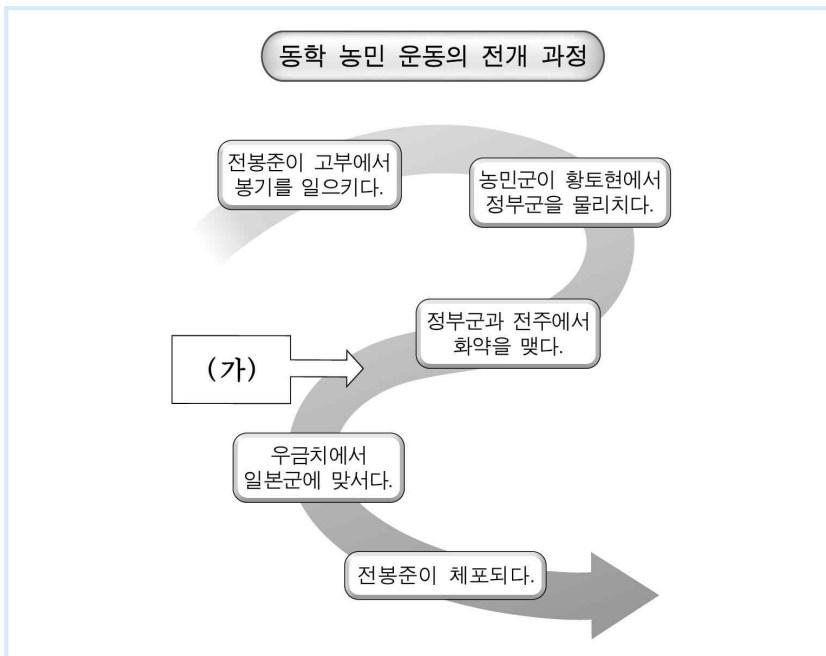 동학 농민 운동의 전개 과정
전봉준이 고부에서
봉기를 일으키다.
농민군이 황토현에서
정부군을 물리치다.
정부군과 전주에서
화약을 맺다.
(가)
우금치에서
일본군에 맞서다.
전봉준이 체포되다.